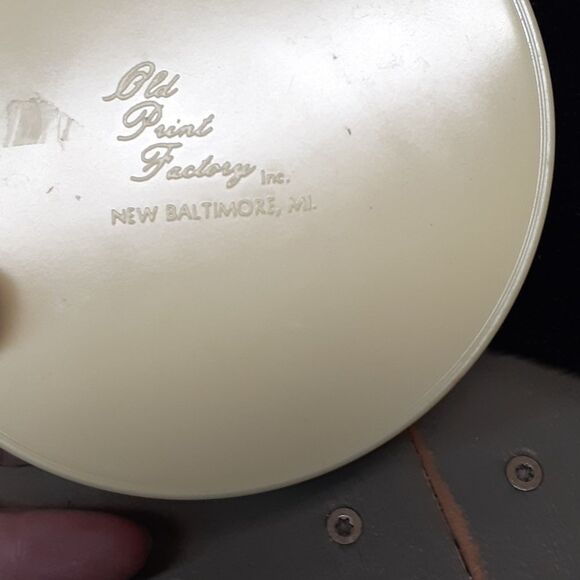 Old
Print
Factory Inc.
NEW BALTIMORE, MI.